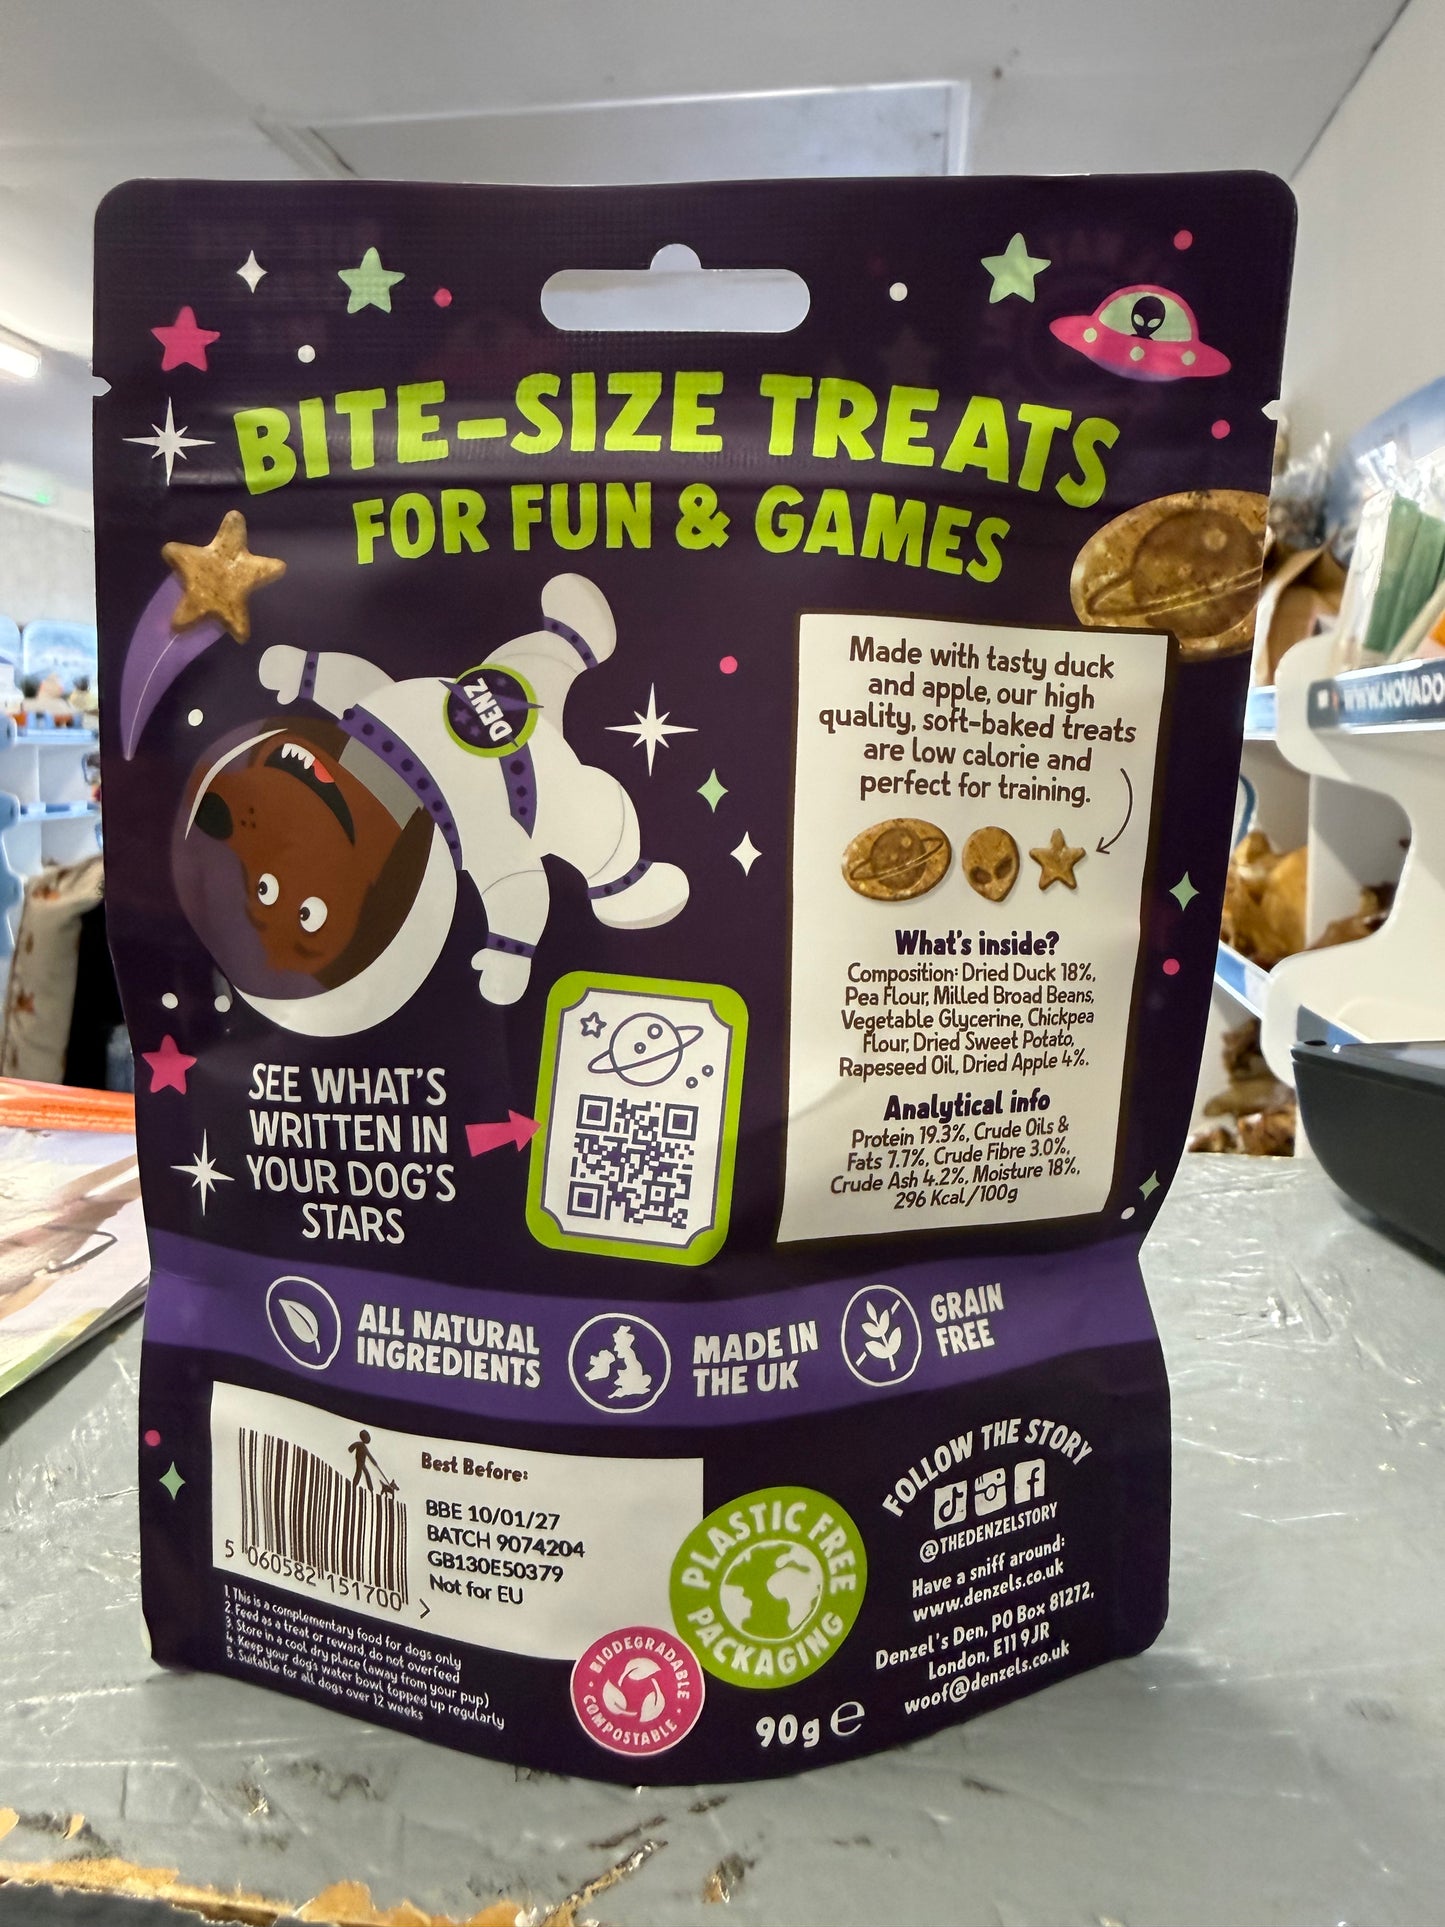 BITE-SIZE TREATS
FOR FUN & GAMES
DENZ
Made with tasty duck
and apple, our high
quality, soft-baked treats
are low calorie and
perfect for training.
What's inside?
Composition: Dried Duck 18%,
Pea Flour, Milled Broad Beans,
Vegetable Glycerine, Chickpea
Flour, Dried Sweet Potato,
Rapeseed Oil, Dried Apple 4%.
Analytical info
Protein 19.3%, Crude Oils &
Fats 7.7%, Crude Fibre 3.0%,
Crude Ash 4.2%, Moisture 18%,
296 Kcal/100g
SEE WHAT'S
WRITTEN IN
YOUR DOG'S
STARS
ALL NATURAL
INGREDIENTS
MADE IN
THE UK
GRAIN
FREE
Best Before:
BBE 10/01/27
BATCH 9074204
GB130E50379
Not for EU
5 060582 151700 >
1. This is a complementary food for dogs only
2. Feed as a treat or reward, do not overfeed
3. Store in a cool dry place (away from your pup)
4. Keep your dog's water bowl topped up regularly
5. Suitable for all dogs over 12 weeks
BIODEGRADABLE
COMPOSTABLE
PLASTIC FREE
PACKAGING
90g e
FOLLOW THE STORY
@THEDENZELSTORY
Have a sniff around:
www.denzels.co.uk
Denzel's Den, PO Box 81272,
London, E11 9JR
woof@denzels.co.uk
WWW.NOVADO